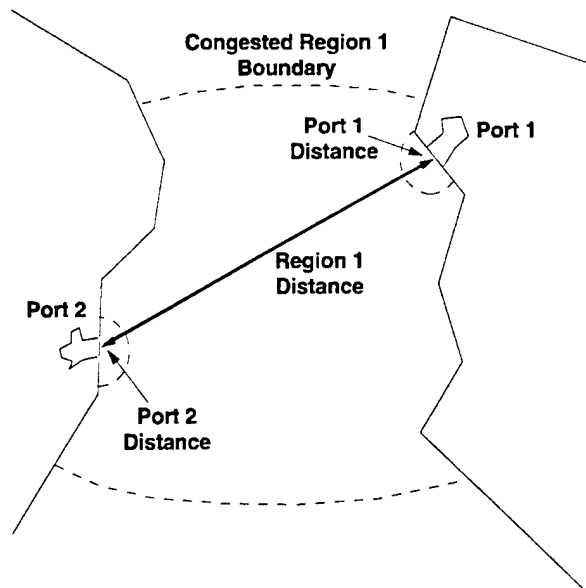 Congested Region 1
Boundary
Port 1
Distance
Port 1
Region 1
Distance
Port 2
Port 2
Distance